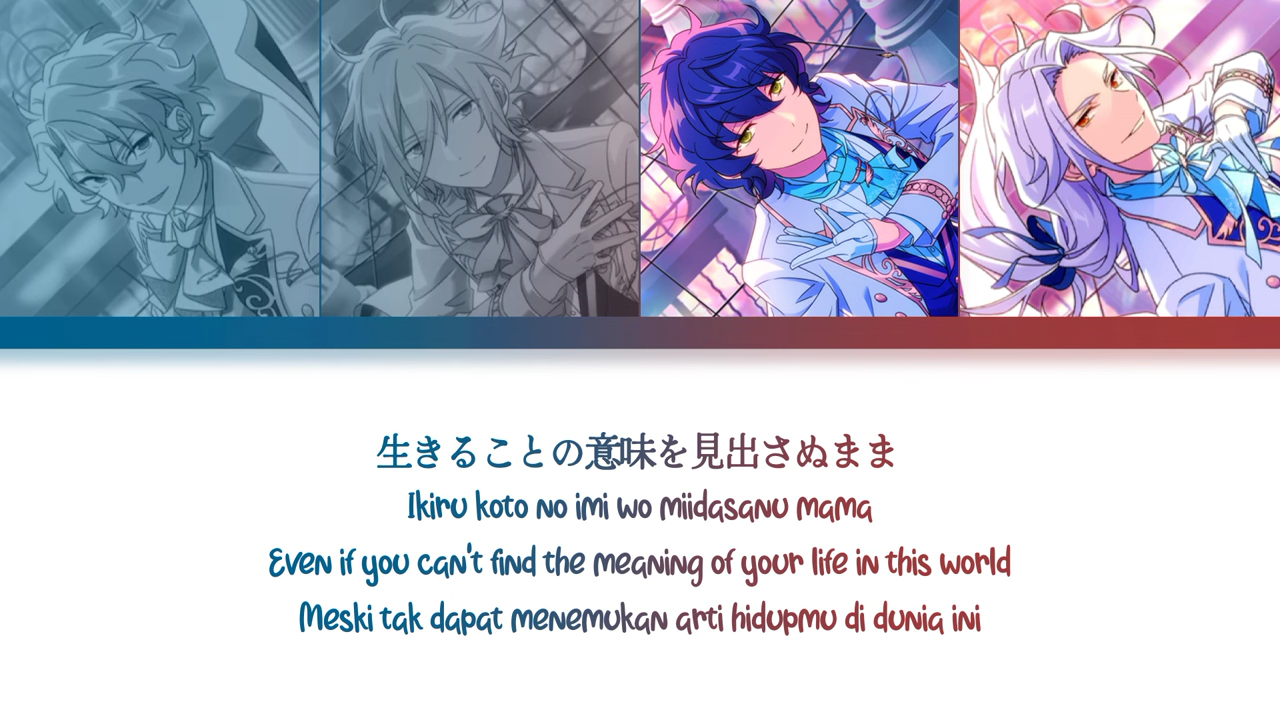 生きることの意味を見出さぬまま
Ikiru koto no imi wo miidasanu mama
Even if you can't find the meaning of your life in this world
Meski tak dapat menemukan arti hidupmu di dunia ini